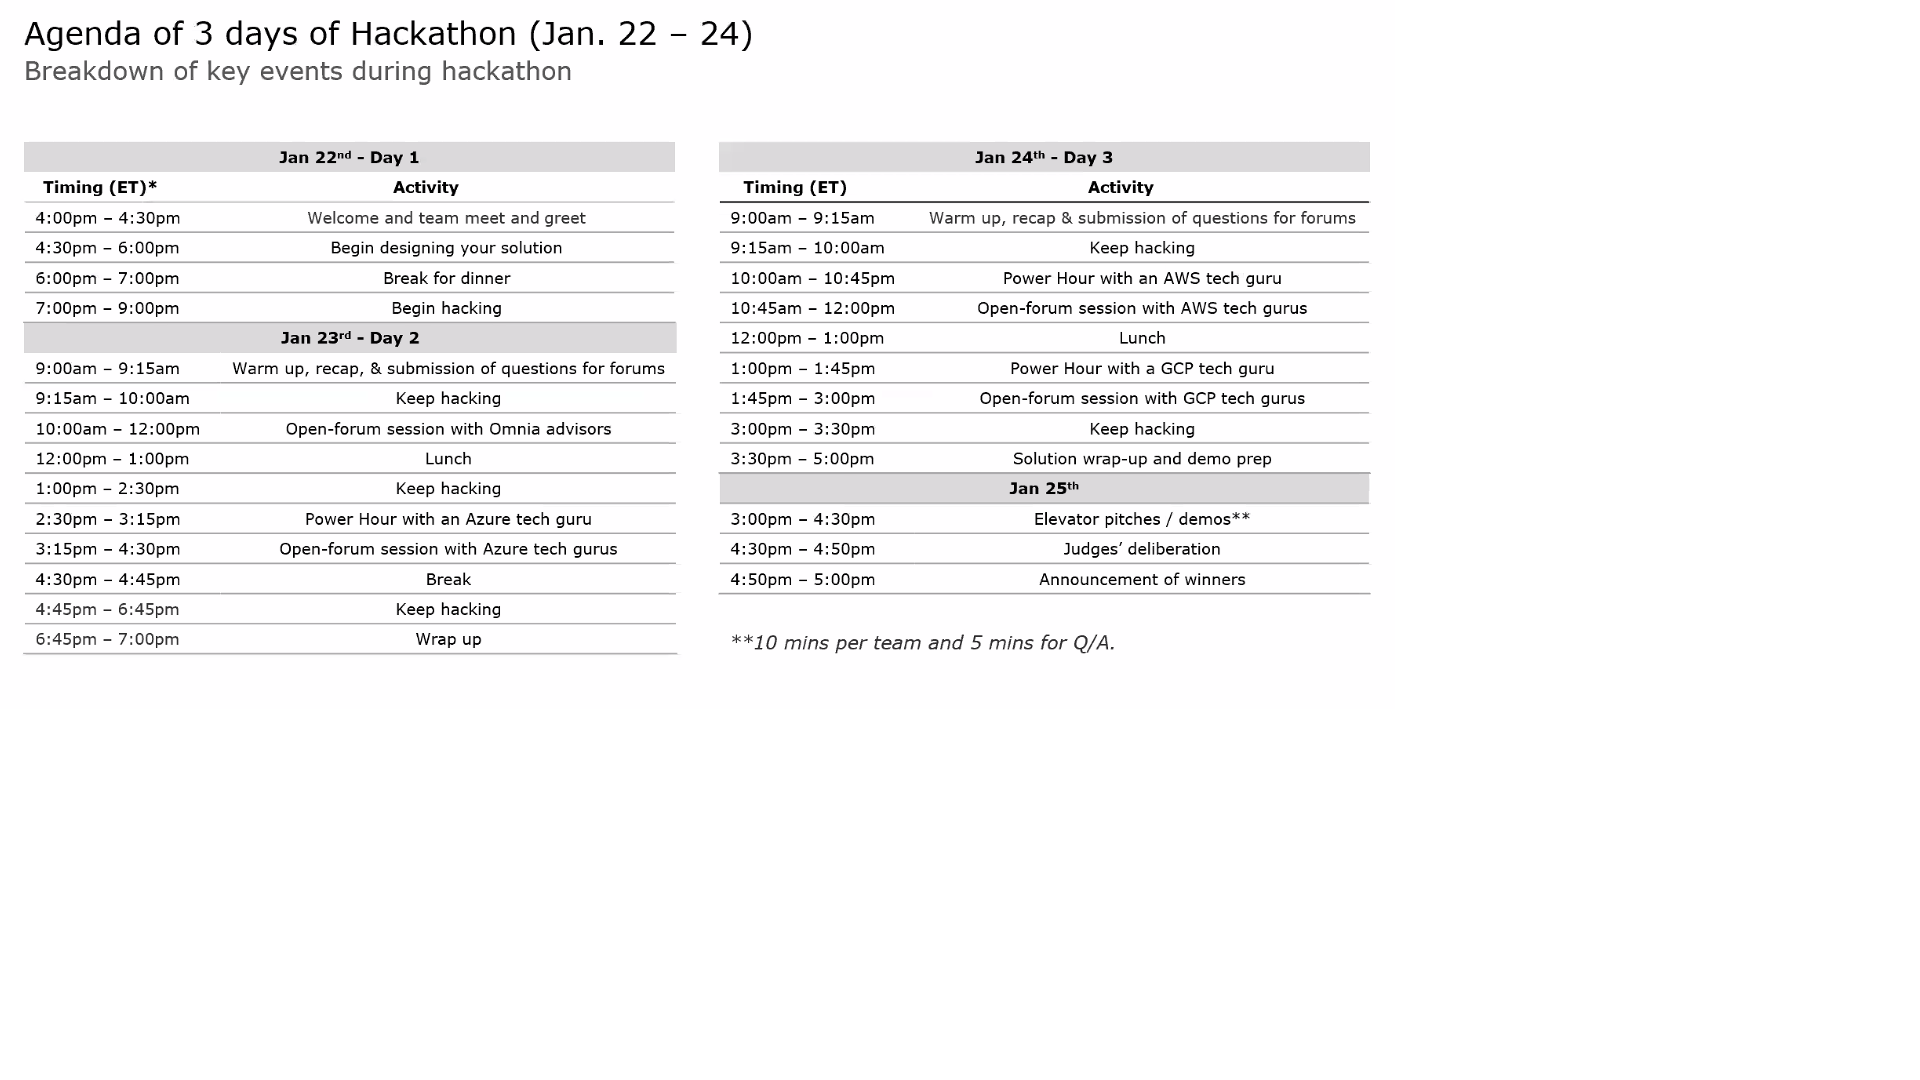 Agenda of 3 days of Hackathon (Jan. 22 – 24)
Breakdown of key events during hackathon
Jan 22nd - Day 1
Timing (ET)* Activity
4:00pm – 4:30pm Welcome and team meet and greet
4:30pm – 6:00pm Begin designing your solution
6:00pm – 7:00pm Break for dinner
7:00pm – 9:00pm Begin hacking
Jan 23rd - Day 2
9:00am – 9:15am Warm up, recap, & submission of questions for forums
9:15am – 10:00am Keep hacking
10:00am – 12:00pm Open-forum session with Omnia advisors
12:00pm – 1:00pm Lunch
1:00pm – 2:30pm Keep hacking
2:30pm – 3:15pm Power Hour with an Azure tech guru
3:15pm – 4:30pm Open-forum session with Azure tech gurus
4:30pm – 4:45pm Break
4:45pm – 6:45pm Keep hacking
6:45pm – 7:00pm Wrap up
Jan 24th - Day 3
Timing (ET) Activity
9:00am – 9:15am Warm up, recap & submission of questions for forums
9:15am – 10:00am Keep hacking
10:00am – 10:45pm Power Hour with an AWS tech guru
10:45am – 12:00pm Open-forum session with AWS tech gurus
12:00pm – 1:00pm Lunch
1:00pm – 1:45pm Power Hour with a GCP tech guru
1:45pm – 3:00pm Open-forum session with GCP tech gurus
3:00pm – 3:30pm Keep hacking
3:30pm – 5:00pm Solution wrap-up and demo prep
Jan 25th
3:00pm – 4:30pm Elevator pitches / demos**
4:30pm – 4:50pm Judges’ deliberation
4:50pm – 5:00pm Announcement of winners
**10 mins per team and 5 mins for Q/A.